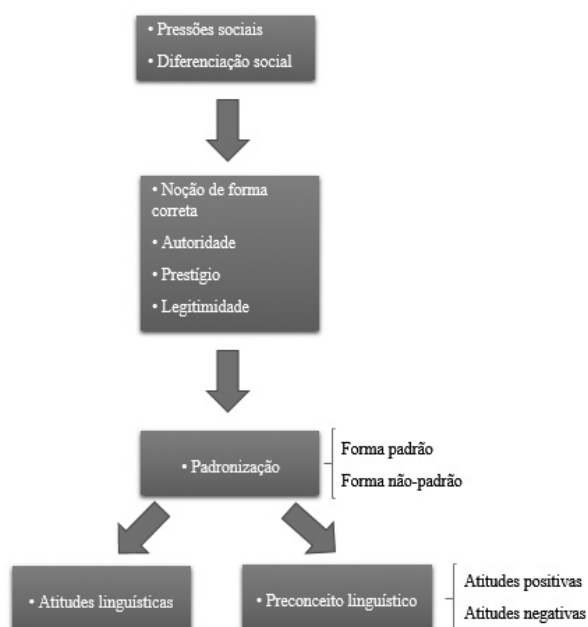 • Pressões sociais
• Diferenciação social
• Noção de forma
correta
• Autoridade
• Prestígio
• Legitimidade
• Padronização
Forma padrão
Forma não-padrão
• Atitudes linguísticas
• Preconceito linguístico
Atitudes positivas
Atitudes negativas